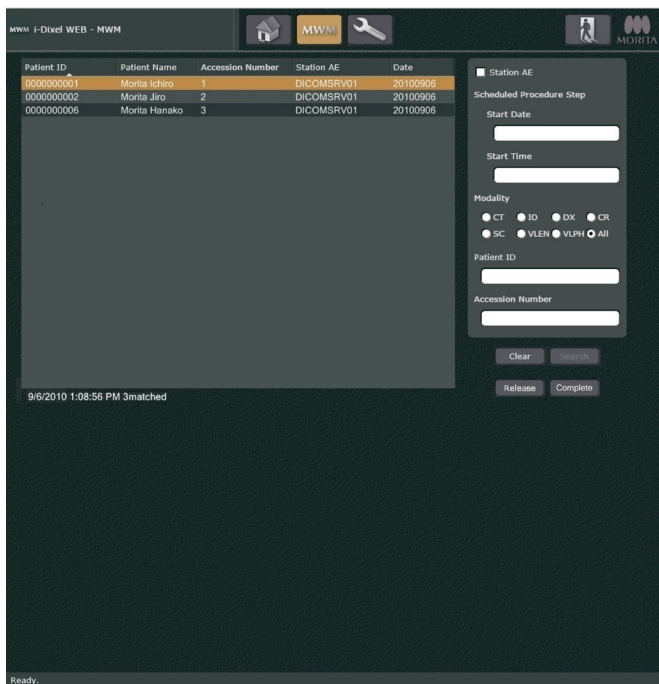 MWM i-Dixel WEB - MWM
MWM
MORITA
Patient ID Patient Name Accession Number Station AE Date
0000000001 Morita Ichiro 1 DICOMSRV01 20100906
0000000002 Morita Jiro 2 DICOMSRV01 20100906
0000000006 Morita Hanako 3 DICOMSRV01 20100906
9/6/2010 1:08:56 PM 3matched
Station AE
Scheduled Procedure Step
Start Date
Start Time
Modality
CT IO DX CR
SC VLEN VLPH All
Patient ID
Accession Number
Clear Search
Release Complete
Ready.